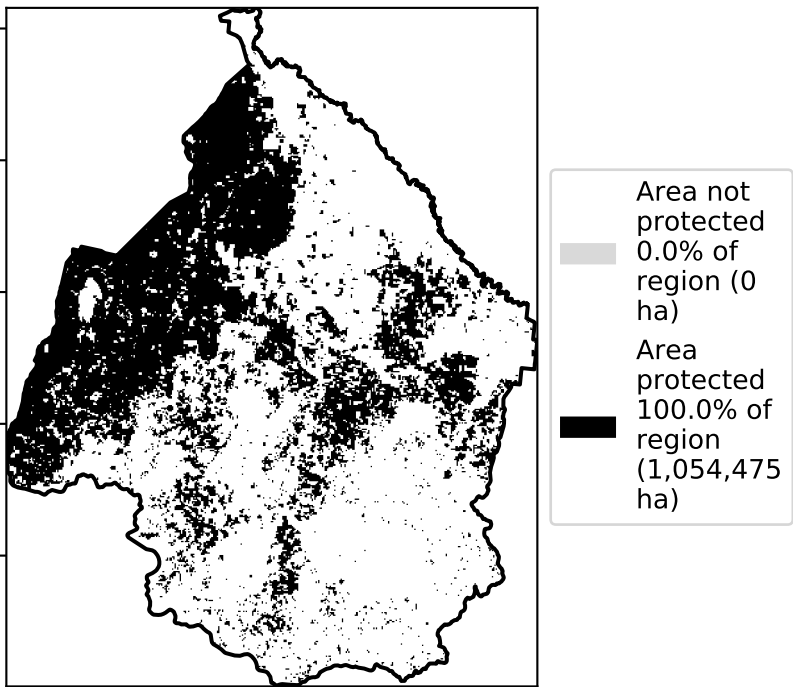 Area not
protected
0.0% of
region (0
ha)
Area
protected
100.0% of
region
(1,054,475
ha)